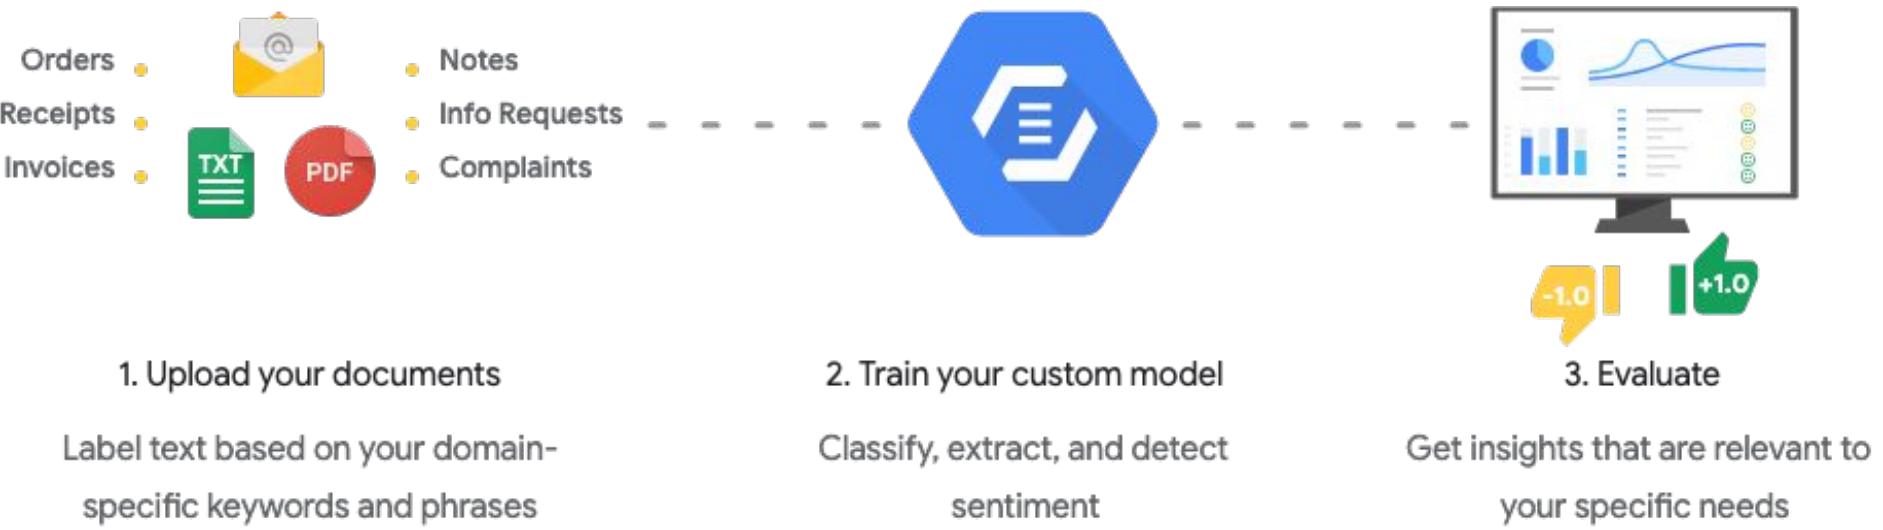 Orders
Receipts
Invoices
@
TXT
PDF
Notes
Info Requests
Complaints
-1.0
+1.0
1. Upload your documents
Label text based on your domain-
specific keywords and phrases
2. Train your custom model
Classify, extract, and detect
sentiment
3. Evaluate
Get insights that are relevant to
your specific needs